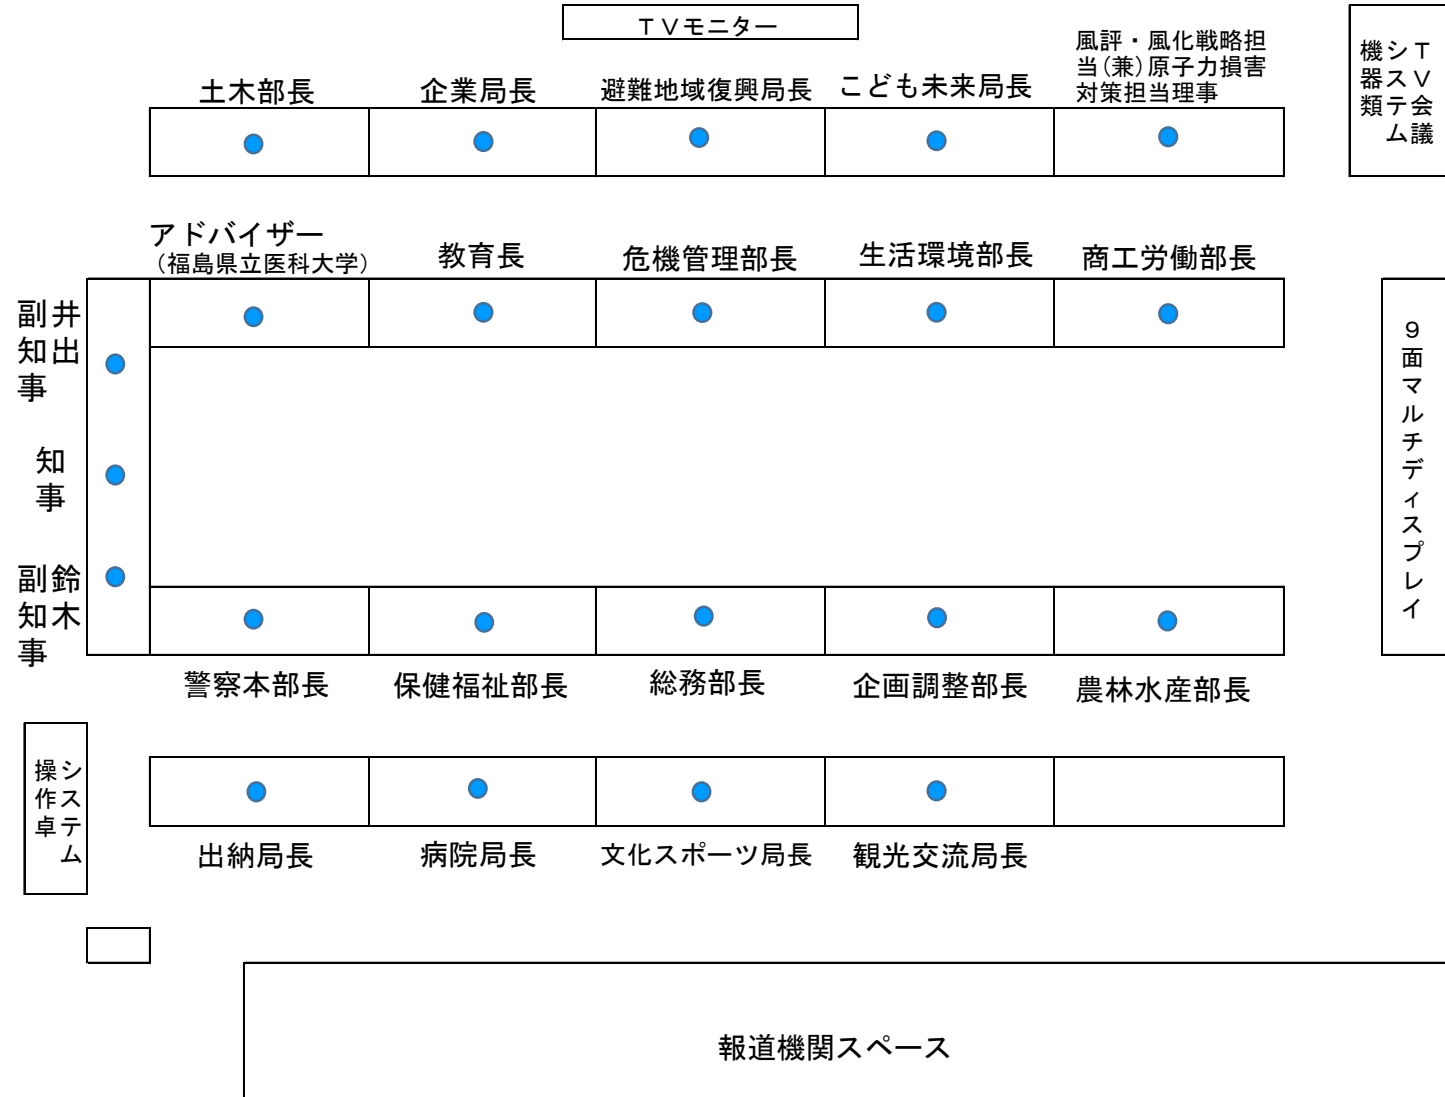 ＴＶモニター
土木部長
企業局長
避難地域復興局長
こども未来局長
風評・風化戦略担
当(兼)原子力損害
対策担当理事
ＴＶ会議
システム
機器類
アドバイザー
（福島県立医科大学）
教育長
危機管理部長
生活環境部長
商工労働部長
井出
副知事
知事
鈴木
副知事
９面マルチディスプレイ
警察本部長
保健福祉部長
総務部長
企画調整部長
農林水産部長
システム
操作卓
出納局長
病院局長
文化スポーツ局長
観光交流局長
報道機関スペース